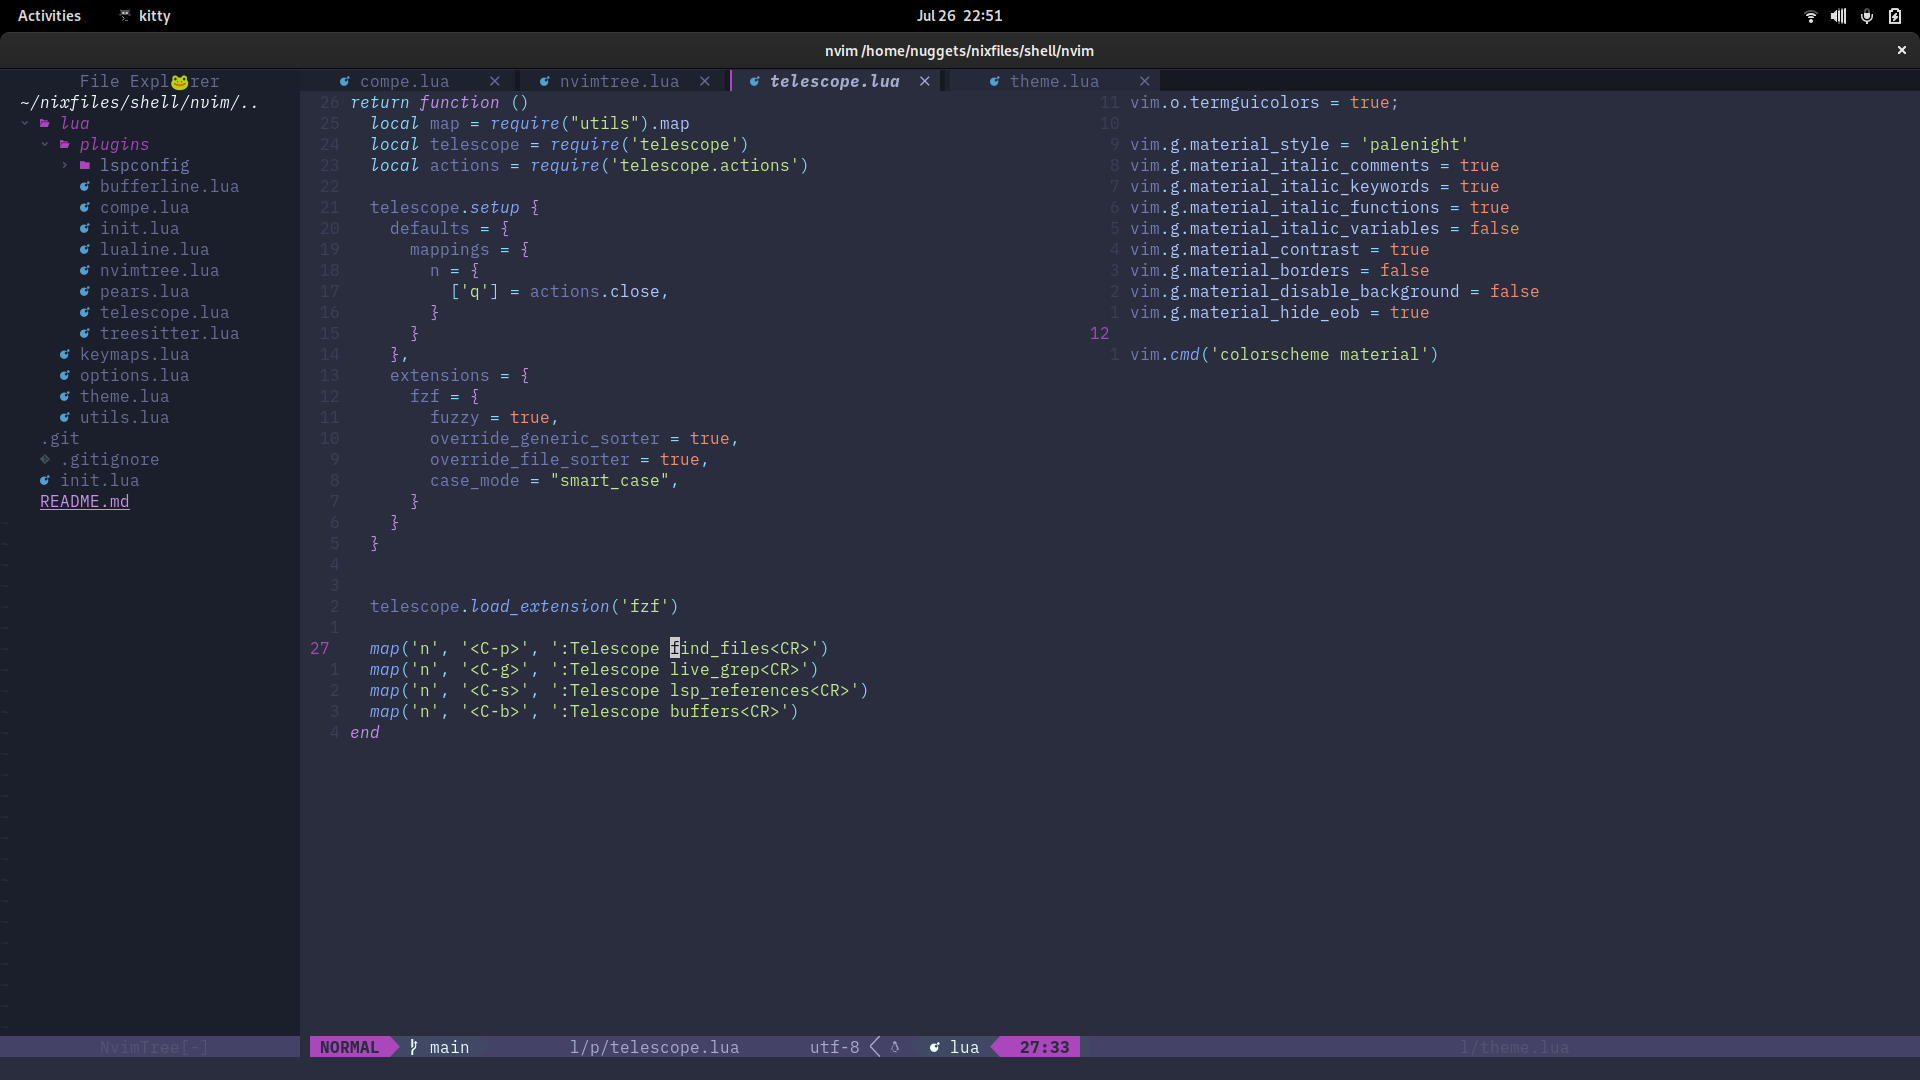 Activities kitty Jul 26 22:51
nvim /home/nuggets/nixfiles/shell/nvim
File Expl🐸rer
~/nixfiles/shell/nvim/..
lua
plugins
lspconfig
bufferline.lua
compe.lua
init.lua
lualine.lua
nvimtree.lua
pears.lua
telescope.lua
treesitter.lua
keymaps.lua
options.lua
theme.lua
utils.lua
.git
.gitignore
init.lua
README.md
compe.lua nvimtree.lua telescope.lua theme.lua
26 return function ()
25 local map = require("utils").map
24 local telescope = require('telescope')
23 local actions = require('telescope.actions')
22
21 telescope.setup {
20 defaults = {
19 mappings = {
18 n = {
17 ['q'] = actions.close,
16 }
15 }
14 },
13 extensions = {
12 fzf = {
11 fuzzy = true,
10 override_generic_sorter = true,
9 override_file_sorter = true,
8 case_mode = "smart_case",
7 }
6 }
5 }
4
3
2 telescope.load_extension('fzf')
1
27 map('n', '<C-p>', ':Telescope find_files<CR>')
1 map('n', '<C-g>', ':Telescope live_grep<CR>')
2 map('n', '<C-s>', ':Telescope lsp_references<CR>')
3 map('n', '<C-b>', ':Telescope buffers<CR>')
4 end
11 vim.o.termguicolors = true;
10
9 vim.g.material_style = 'palenight'
8 vim.g.material_italic_comments = true
7 vim.g.material_italic_keywords = true
6 vim.g.material_italic_functions = true
5 vim.g.material_italic_variables = false
4 vim.g.material_contrast = true
3 vim.g.material_borders = false
2 vim.g.material_disable_background = false
1 vim.g.material_hide_eob = true
12
1 vim.cmd('colorscheme material')
NvimTree[-] NORMAL main l/p/telescope.lua utf-8 lua 27:33 l/theme.lua